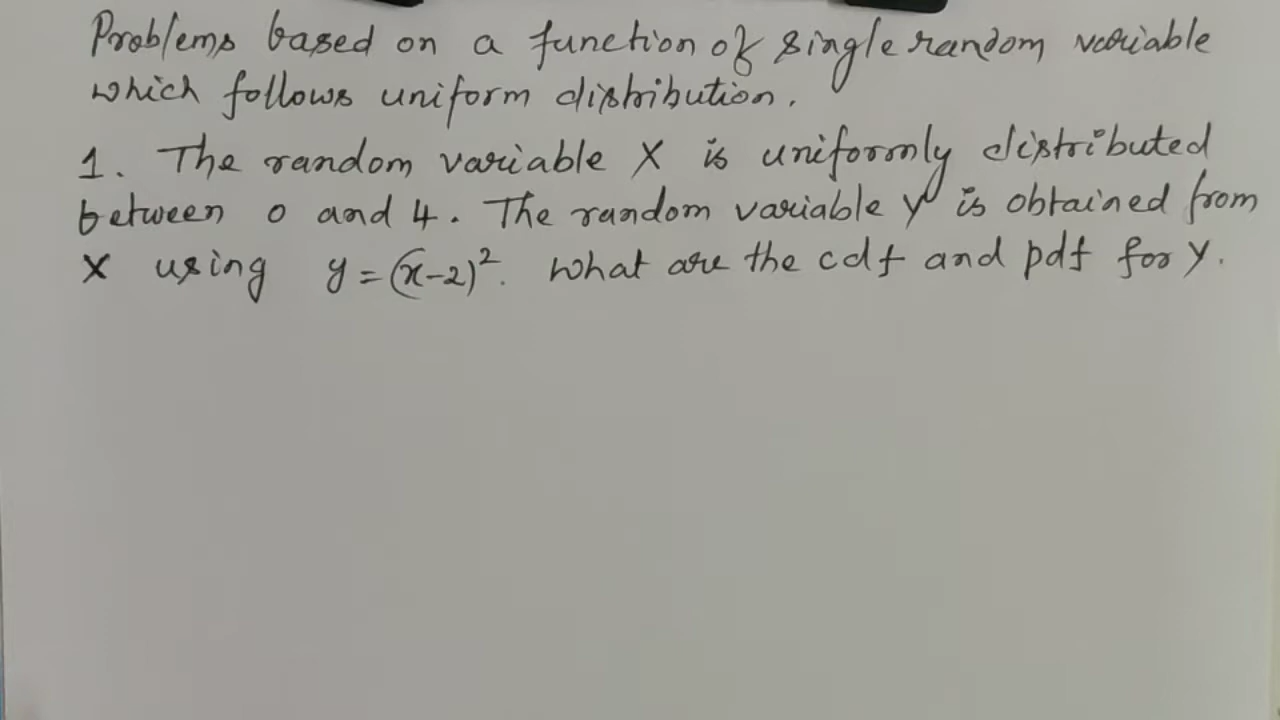 Problems based on a function of single random variable
which follows uniform distribution.
1. The random variable X is uniformly distributed
between 0 and 4. The random variable Y is obtained from
X using y = (x-2)². What are the cdf and pdf for Y.